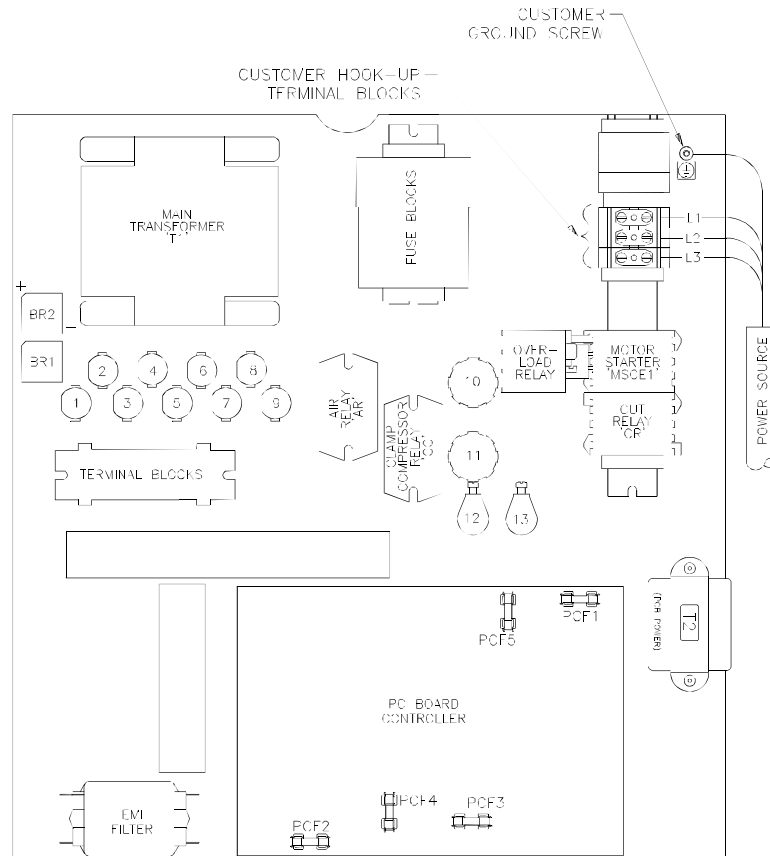 CUSTOMER
GROUND SCREW
CUSTOMER HOOK-UP
TERMINAL BLOCKS
MAIN
TRANSFORMER
"T1"
FUSE BLOCKS
L1
L2
L3
+
BR2
-
BR1
2
4
6
8
1
3
5
7
9
AIR
RELAY
"AR"
CLAMP
COMPRESSOR
RELAY
"CC"
10
11
12
13
OVER-
LOAD
RELAY
MOTOR
STARTER
"MSCE1"
CUT
RELAY
"CR"
POWER SOURCE
TERMINAL BLOCKS
T2
(PCB POWER)
PCF1
PCF5
PC BOARD
CONTROLLER
PCF4
PCF3
PCF2
EMI
FILTER